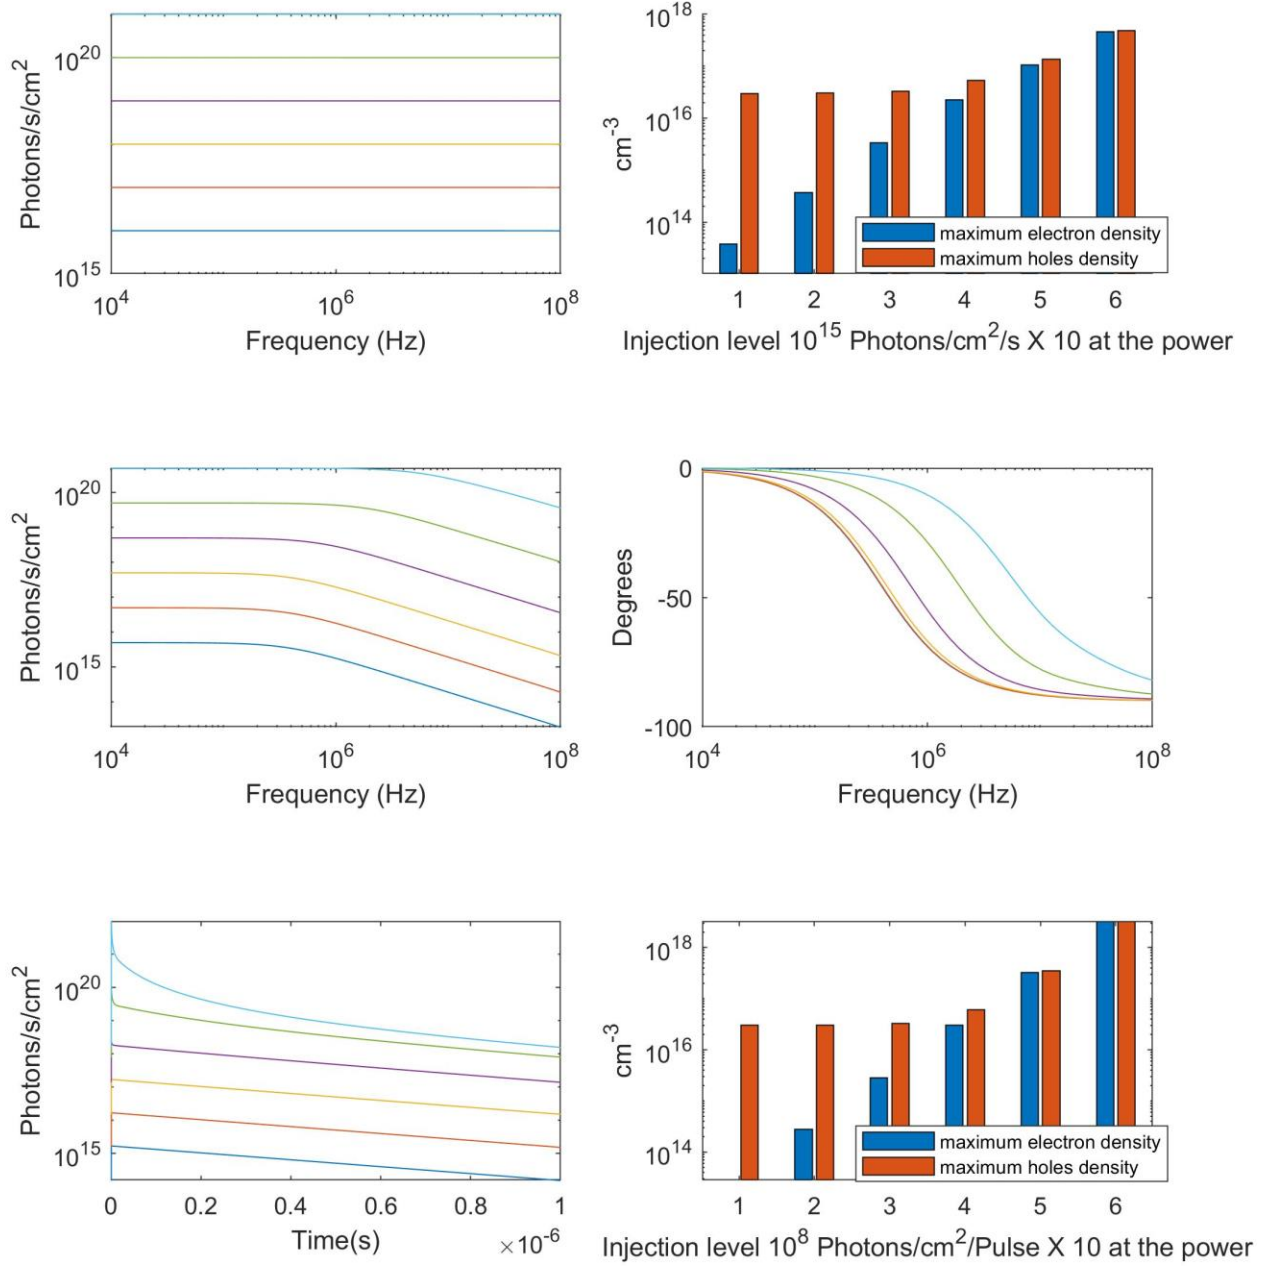 Photons/s/cm2
10^20
10^15
10^4 10^6 10^8
Frequency (Hz)
cm-3
10^18
10^16
10^14
maximum electron density
maximum holes density
1 2 3 4 5 6
Injection level 10^15 Photons/cm^2/s X 10 at the power
Photons/s/cm2
10^20
10^15
10^4 10^6 10^8
Frequency (Hz)
Degrees
0
-50
-100
10^4 10^6 10^8
Frequency (Hz)
Photons/s/cm2
10^20
10^15
0 0.2 0.4 0.6 0.8 1
Time(s) ×10^-6
cm-3
10^18
10^16
10^14
maximum electron density
maximum holes density
1 2 3 4 5 6
Injection level 10^8 Photons/cm^2/Pulse X 10 at the power